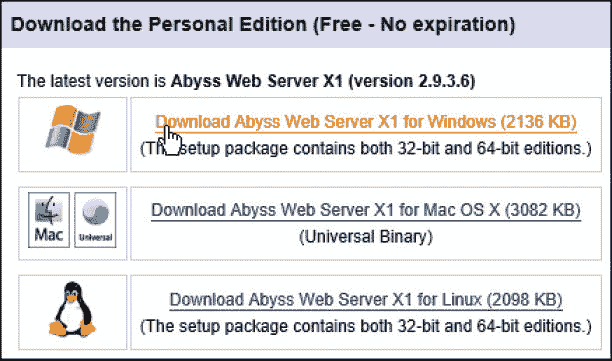 Download the Personal Edition (Free - No expiration)
The latest version is Abyss Web Server X1 (version 2.9.3.6)
Download Abyss Web Server X1 for Windows (2136 KB)
(The setup package contains both 32-bit and 64-bit editions.)
Mac
Universal
Download Abyss Web Server X1 for Mac OS X (3082 KB)
(Universal Binary)
Download Abyss Web Server X1 for Linux (2098 KB)
(The setup package contains both 32-bit and 64-bit editions.)